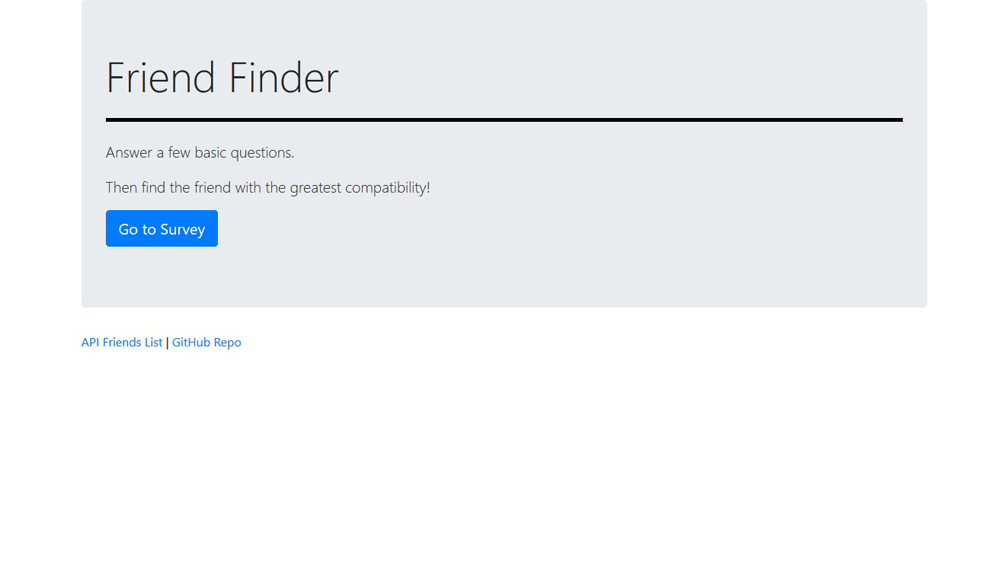 Friend Finder
Answer a few basic questions.
Then find the friend with the greatest compatibility!
Go to Survey
API Friends List | GitHub Repo